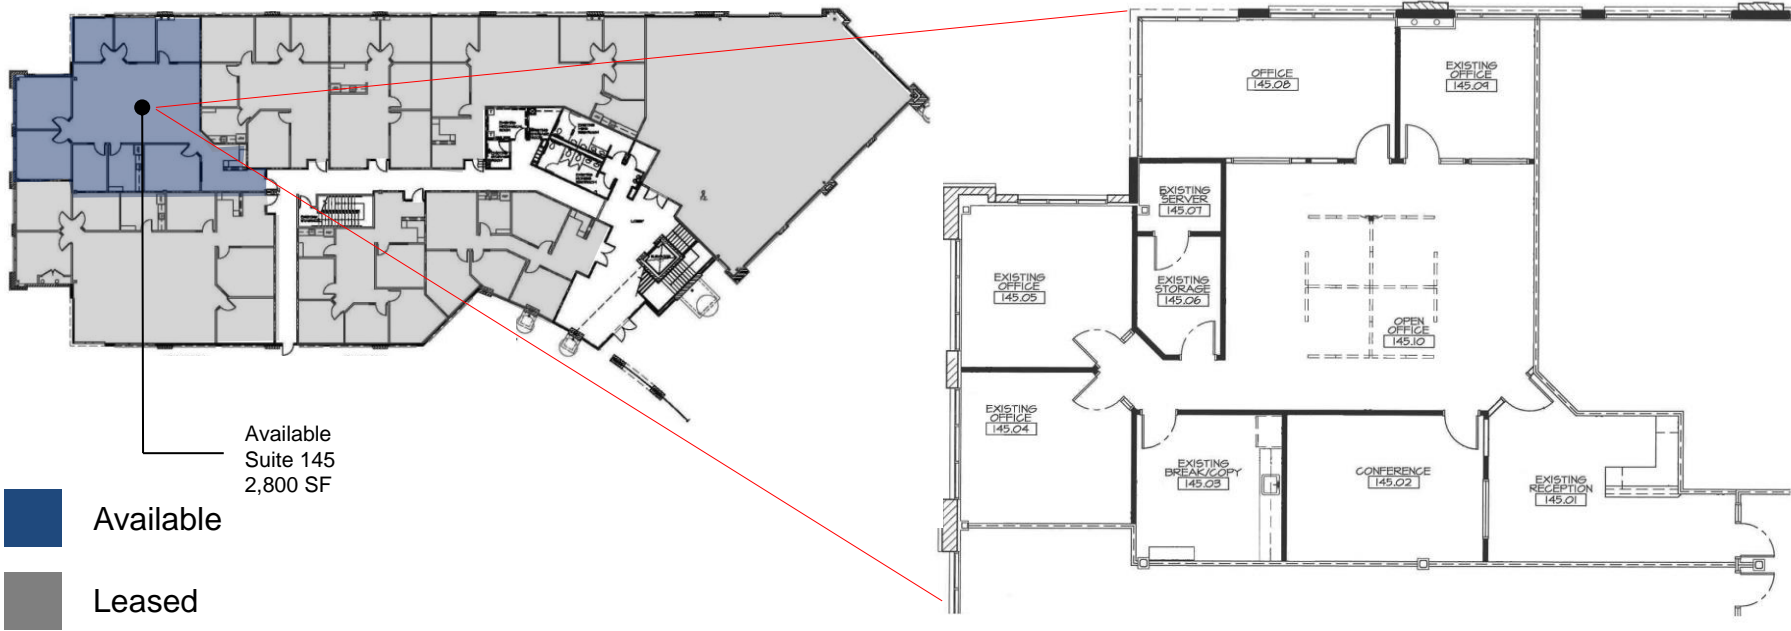 OFFICE
145.08
EXISTING
OFFICE
145.09
EXISTING
SERVER
145.07
EXISTING
OFFICE
145.05
EXISTING
STORAGE
145.06
OPEN
OFFICE
145.10
EXISTING
OFFICE
145.04
EXISTING
BREAK/COPY
145.03
CONFERENCE
145.02
EXISTING
RECEPTION
145.01
LOBBY
Available
Suite 145
2,800 SF
Available
Leased